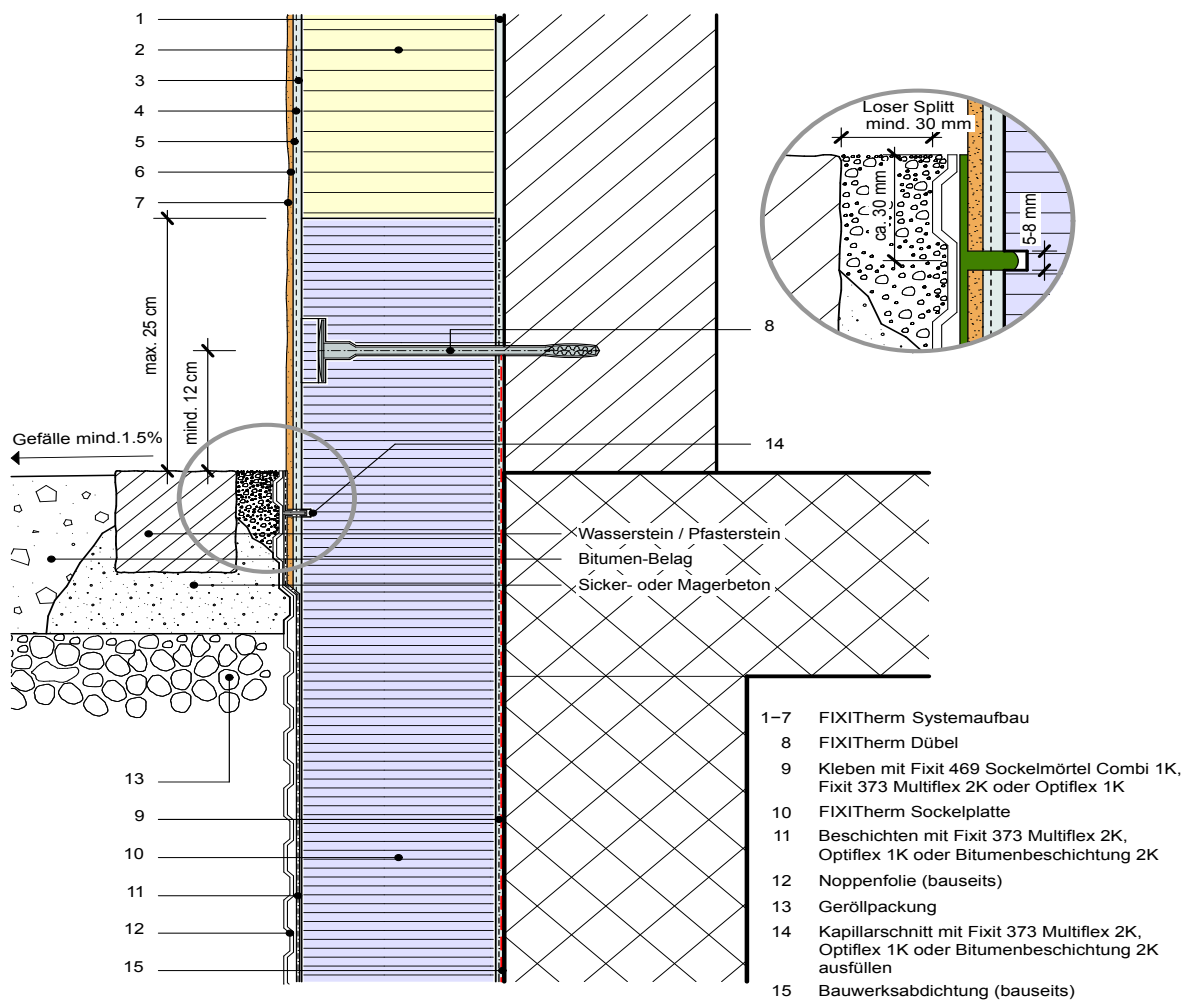 1
2
3
4
5
6
7
max. 25 cm
mind. 12 cm
Gefälle mind.1.5%
Loser Splitt
mind. 30 mm
ca. 30 mm
5-8 mm
8
14
Wasserstein / Pfasterstein
Bitumen-Belag
Sicker- oder Magerbeton
13
9
10
11
12
15
1–7 FIXITherm Systemaufbau
8 FIXITherm Dübel
9 Kleben mit Fixit 469 Sockelmörtel Combi 1K,
Fixit 373 Multiflex 2K oder Optiflex 1K
10 FIXITherm Sockelplatte
11 Beschichten mit Fixit 373 Multiflex 2K,
Optiflex 1K oder Bitumenbeschichtung 2K
12 Noppenfolie (bauseits)
13 Geröllpackung
14 Kapillarschnitt mit Fixit 373 Multiflex 2K,
Optiflex 1K oder Bitumenbeschichtung 2K
ausfüllen
15 Bauwerksabdichtung (bauseits)